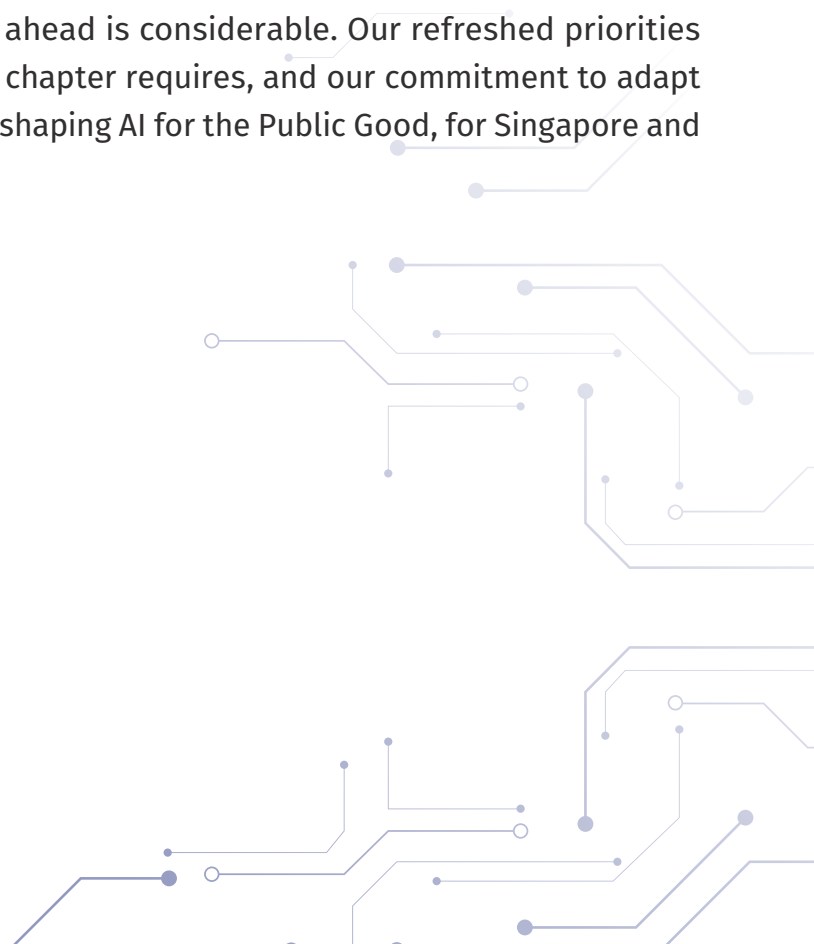 ahead is considerable. Our refreshed priorities
chapter requires, and our commitment to adapt
shaping AI for the Public Good, for Singapore and